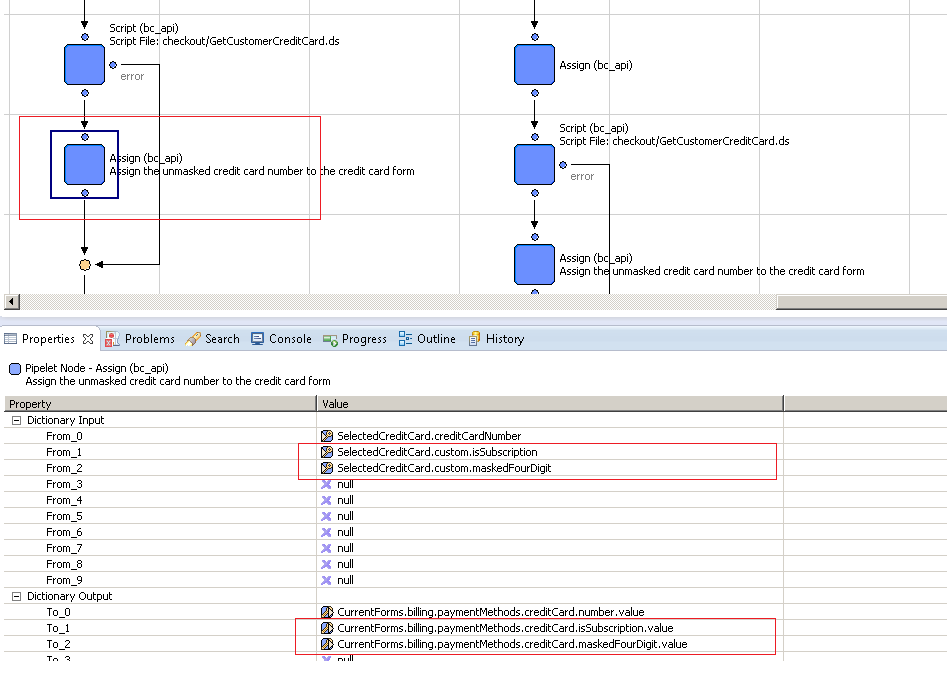 Script (bc_api)
Script File: checkout/GetCustomerCreditCard.ds
error
Assign (bc_api)
Assign the unmasked credit card number to the credit card form
Assign (bc_api)
Script (bc_api)
Script File: checkout/GetCustomerCreditCard.ds
error
Assign (bc_api)
Assign the unmasked credit card number to the credit card form
Properties Problems Search Console Progress Outline History
Pipelet Node - Assign (bc_api)
Assign the unmasked credit card number to the credit card form
Property Value
Dictionary Input
From_0 SelectedCreditCard.creditCardNumber
From_1 SelectedCreditCard.custom.isSubscription
From_2 SelectedCreditCard.custom.maskedFourDigit
From_3 null
From_4 null
From_5 null
From_6 null
From_7 null
From_8 null
From_9 null
Dictionary Output
To_0 CurrentForms.billing.paymentMethods.creditCard.number.value
To_1 CurrentForms.billing.paymentMethods.creditCard.isSubscription.value
To_2 CurrentForms.billing.paymentMethods.creditCard.maskedFourDigit.value
To_3 null